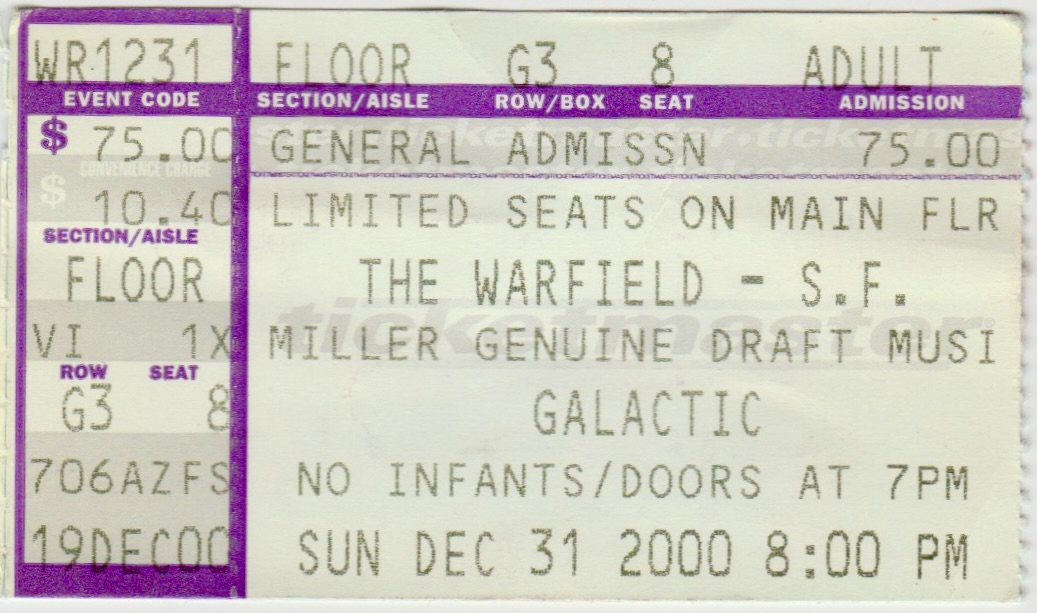 WR1231 FLOOR G3 8 ADULT
EVENT CODE SECTION/AISLE ROW/BOX SEAT ADMISSION
$ 75.00 GENERAL ADMISSN 75.00
CONVENIENCE CHARGE
$ 10.40 LIMITED SEATS ON MAIN FLR
SECTION/AISLE
FLOOR THE WARFIELD - S.F.
ticketmaster
VI 1X MILLER GENUINE DRAFT MUSI
ROW SEAT
G3 8 GALACTIC
706AZFS NO INFANTS/DOORS AT 7PM
19DEC00 SUN DEC 31 2000 8:00 PM